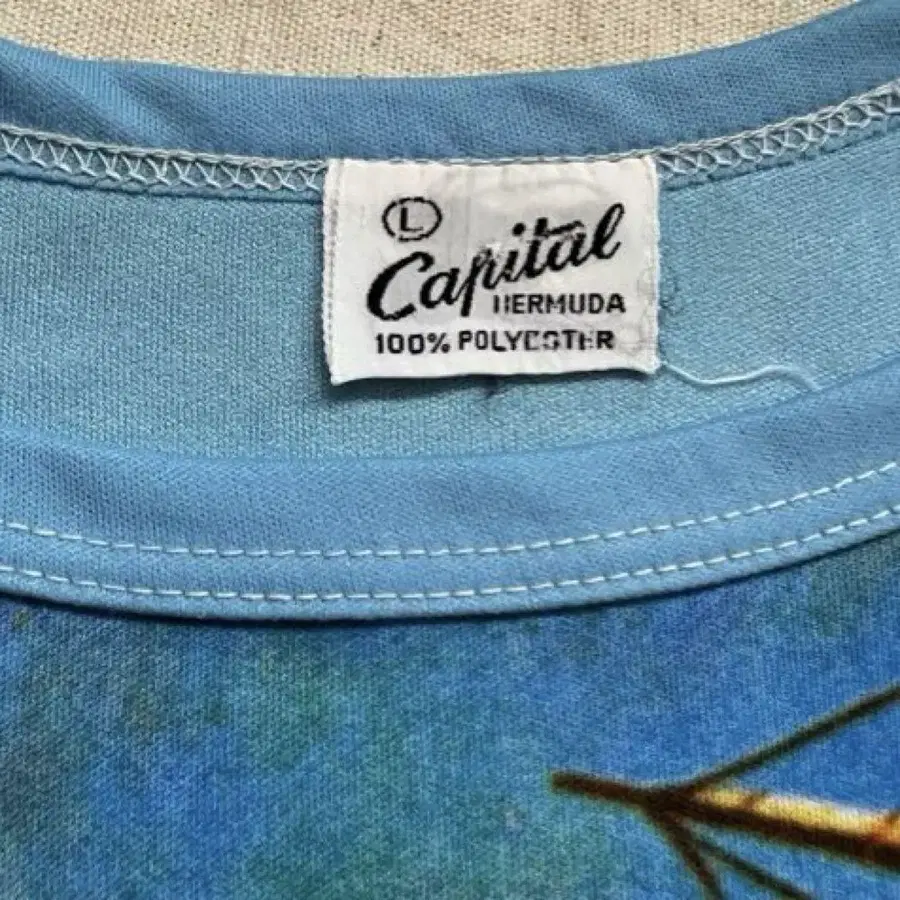 L
Capital
BERMUDA
100% POLYESTER